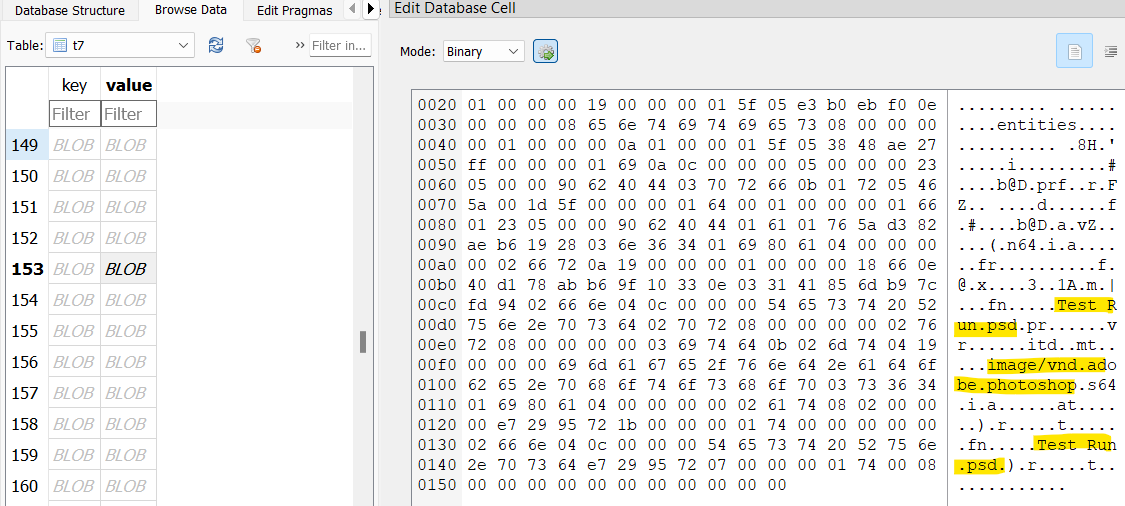 Database Structure Browse Data Edit Pragmas
Edit Database Cell
Table: t7 Filter in...
Mode: Binary
key value
Filter Filter
149 BLOB BLOB
150 BLOB BLOB
151 BLOB BLOB
152 BLOB BLOB
153 BLOB BLOB
154 BLOB BLOB
155 BLOB BLOB
156 BLOB BLOB
157 BLOB BLOB
158 BLOB BLOB
159 BLOB BLOB
160 BLOB BLOB
0020 01 00 00 00 19 00 00 00 01 5f 05 e3 b0 eb f0 0e ......... ......
0030 00 00 00 08 65 6e 74 69 74 69 65 73 08 00 00 00 ....entities....
0040 00 01 00 00 00 0a 01 00 00 01 5f 05 38 48 ae 27 .......... .8H.'
0050 ff 00 00 00 01 69 0a 0c 00 00 00 05 00 00 00 23 .....i.........#
0060 05 00 00 90 62 40 44 03 70 72 66 0b 01 72 05 46 ....b@D.prf..r.F
0070 5a 00 1d 5f 00 00 00 01 64 00 01 00 00 00 01 66 Z.. ....d......f
0080 01 23 05 00 00 90 62 40 44 01 61 01 76 5a d3 82 .#....b@D.a.vZ..
0090 ae b6 19 28 03 6e 36 34 01 69 80 61 04 00 00 00 ...(.n64.i.a....
00a0 00 02 66 72 0a 19 00 00 00 01 00 00 00 18 66 0e ..fr..........f.
00b0 40 d1 78 ab b6 9f 10 33 0e 03 31 41 85 6d b9 7c @.x....3..1A.m.|
00c0 fd 94 02 66 6e 04 0c 00 00 00 54 65 73 74 20 52 ...fn.....Test R
00d0 75 6e 2e 70 73 64 02 70 72 08 00 00 00 00 02 76 un.psd.pr......v
00e0 72 08 00 00 00 00 03 69 74 64 0b 02 6d 74 04 19 r......itd..mt..
00f0 00 00 00 69 6d 61 67 65 2f 76 6e 64 2e 61 64 6f ...image/vnd.ado
0100 62 65 2e 70 68 6f 74 6f 73 68 6f 70 03 73 36 34 be.photoshop.s64
0110 01 69 80 61 04 00 00 00 00 02 61 74 08 02 00 00 .i.a......at....
0120 00 e7 29 95 72 1b 00 00 00 01 74 00 00 00 00 00 ..).r.....t.....
0130 02 66 6e 04 0c 00 00 00 54 65 73 74 20 52 75 6e .fn.....Test Run
0140 2e 70 73 64 e7 29 95 72 07 00 00 00 01 74 00 08 .psd.).r.....t..
0150 00 00 00 00 00 00 00 00 00 00 00 ...........